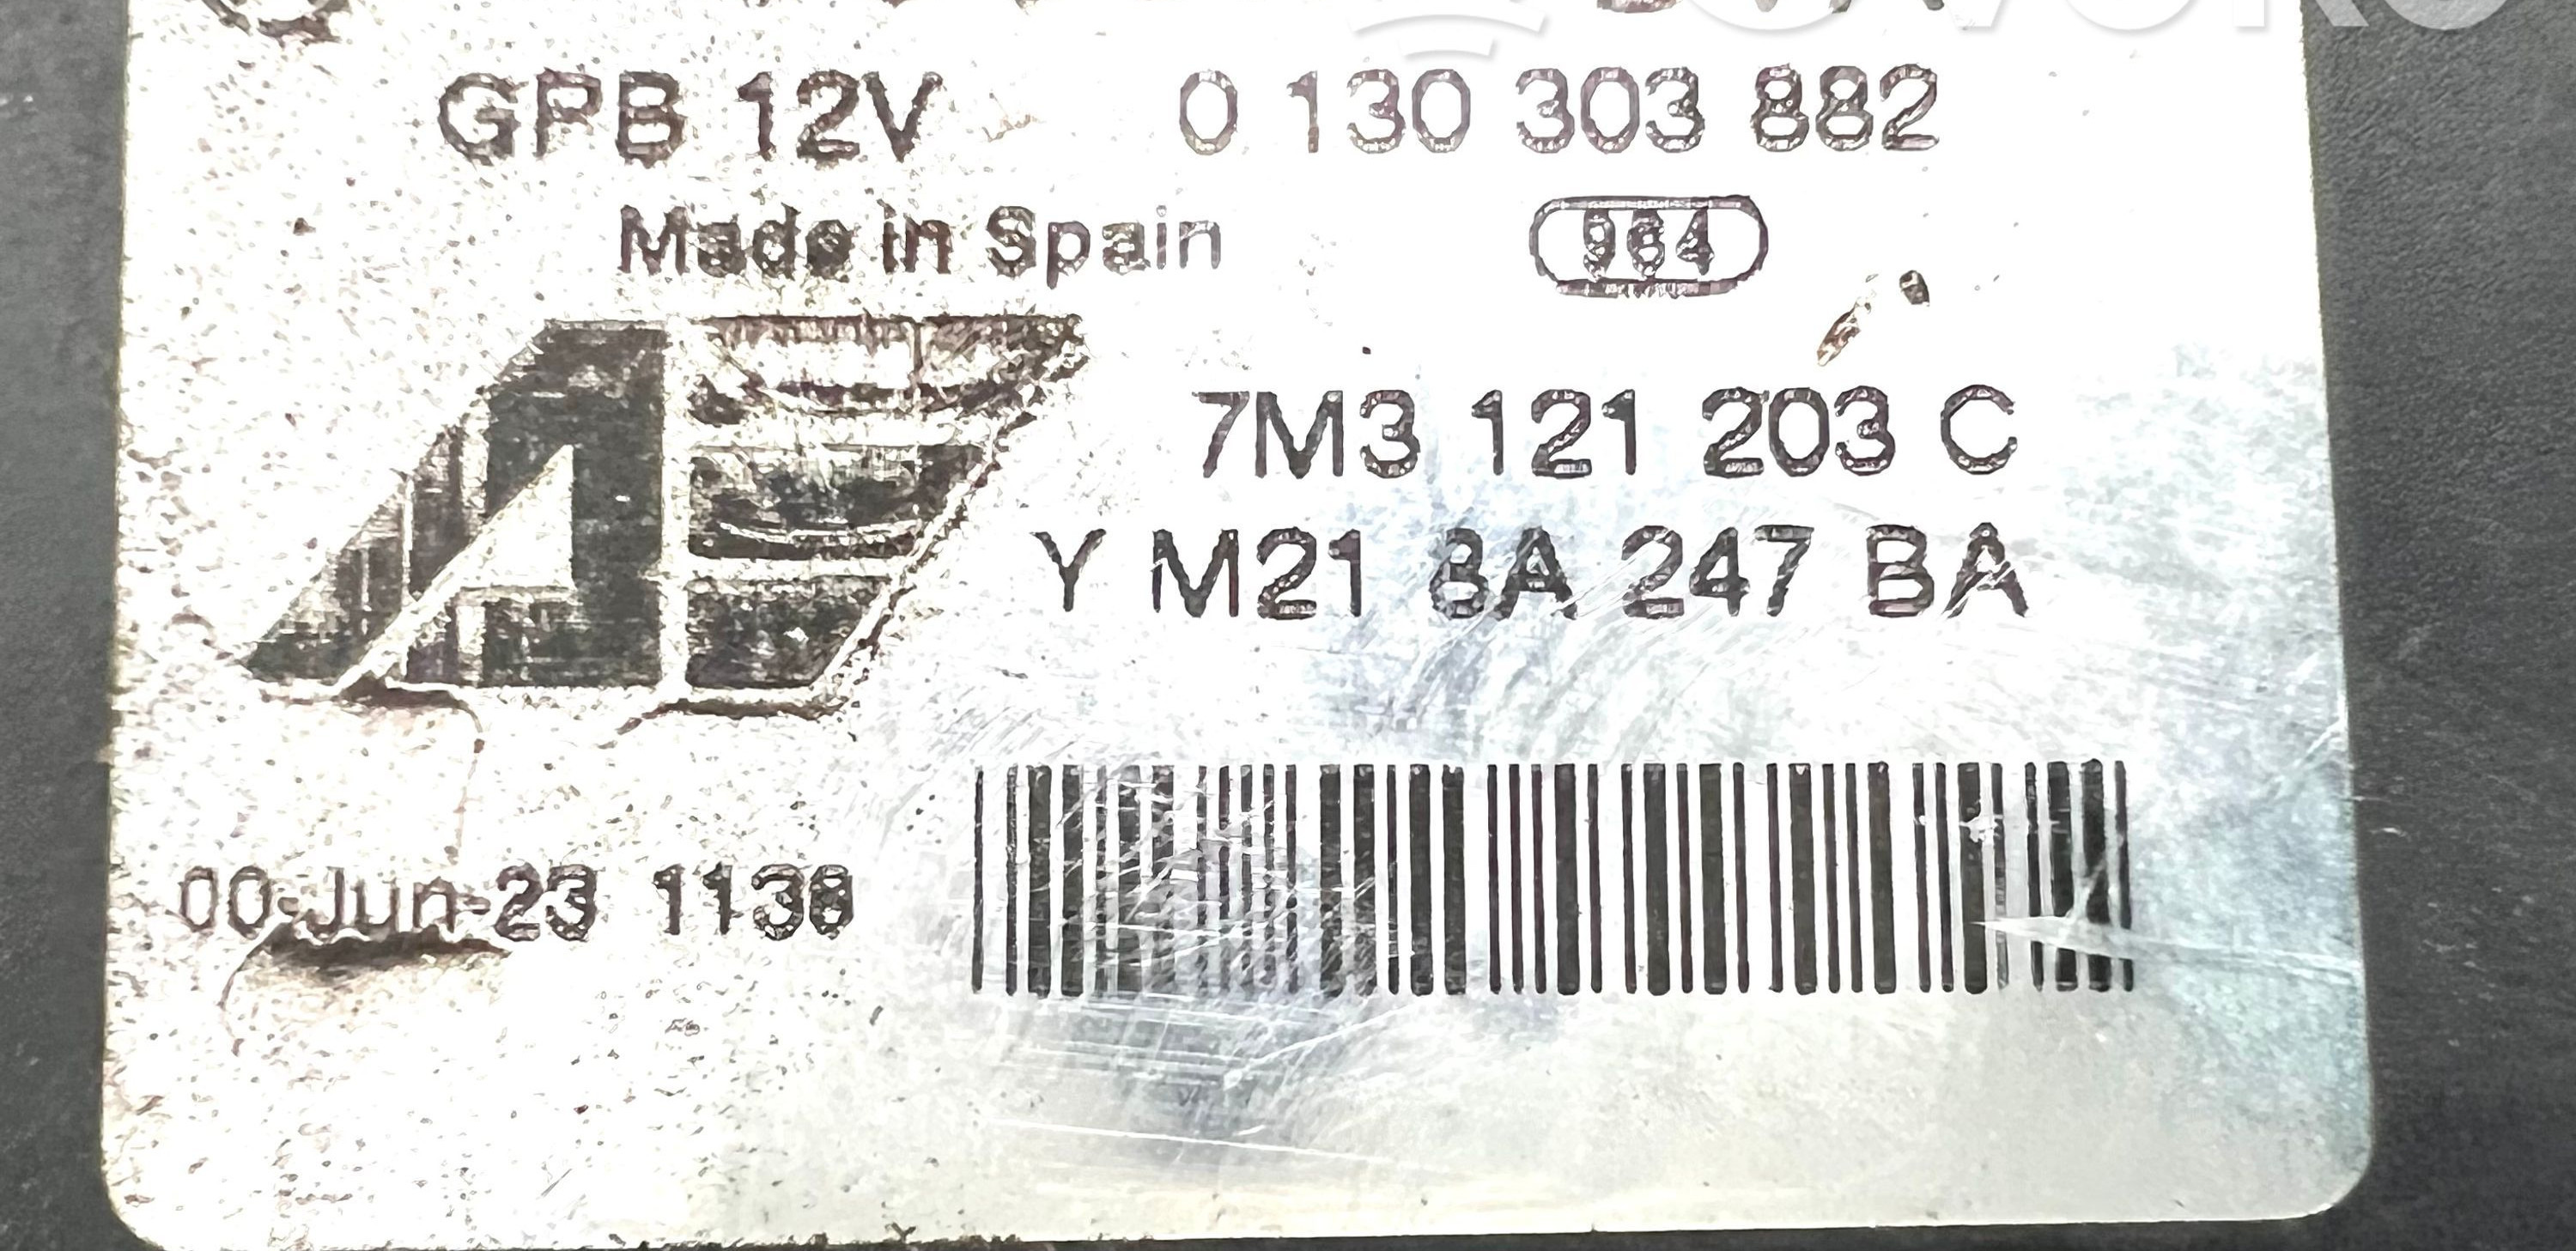 GPB 12V 0 130 303 882
Made in Spain 964
7M3 121 203 C
Y M21 8A 247 BA
00-Jun-23 1138